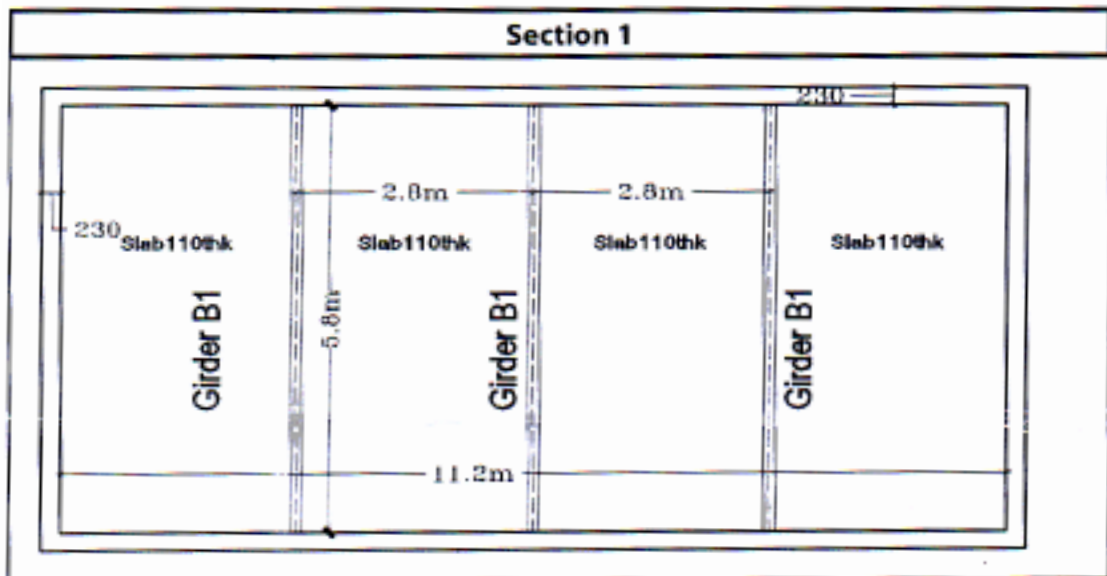 Section 1
230
2.8m
2.8m
230
Slab110thk
Slab110thk
Slab110thk
Slab110thk
Girder B1
5.8m
Girder B1
Girder B1
11.2m